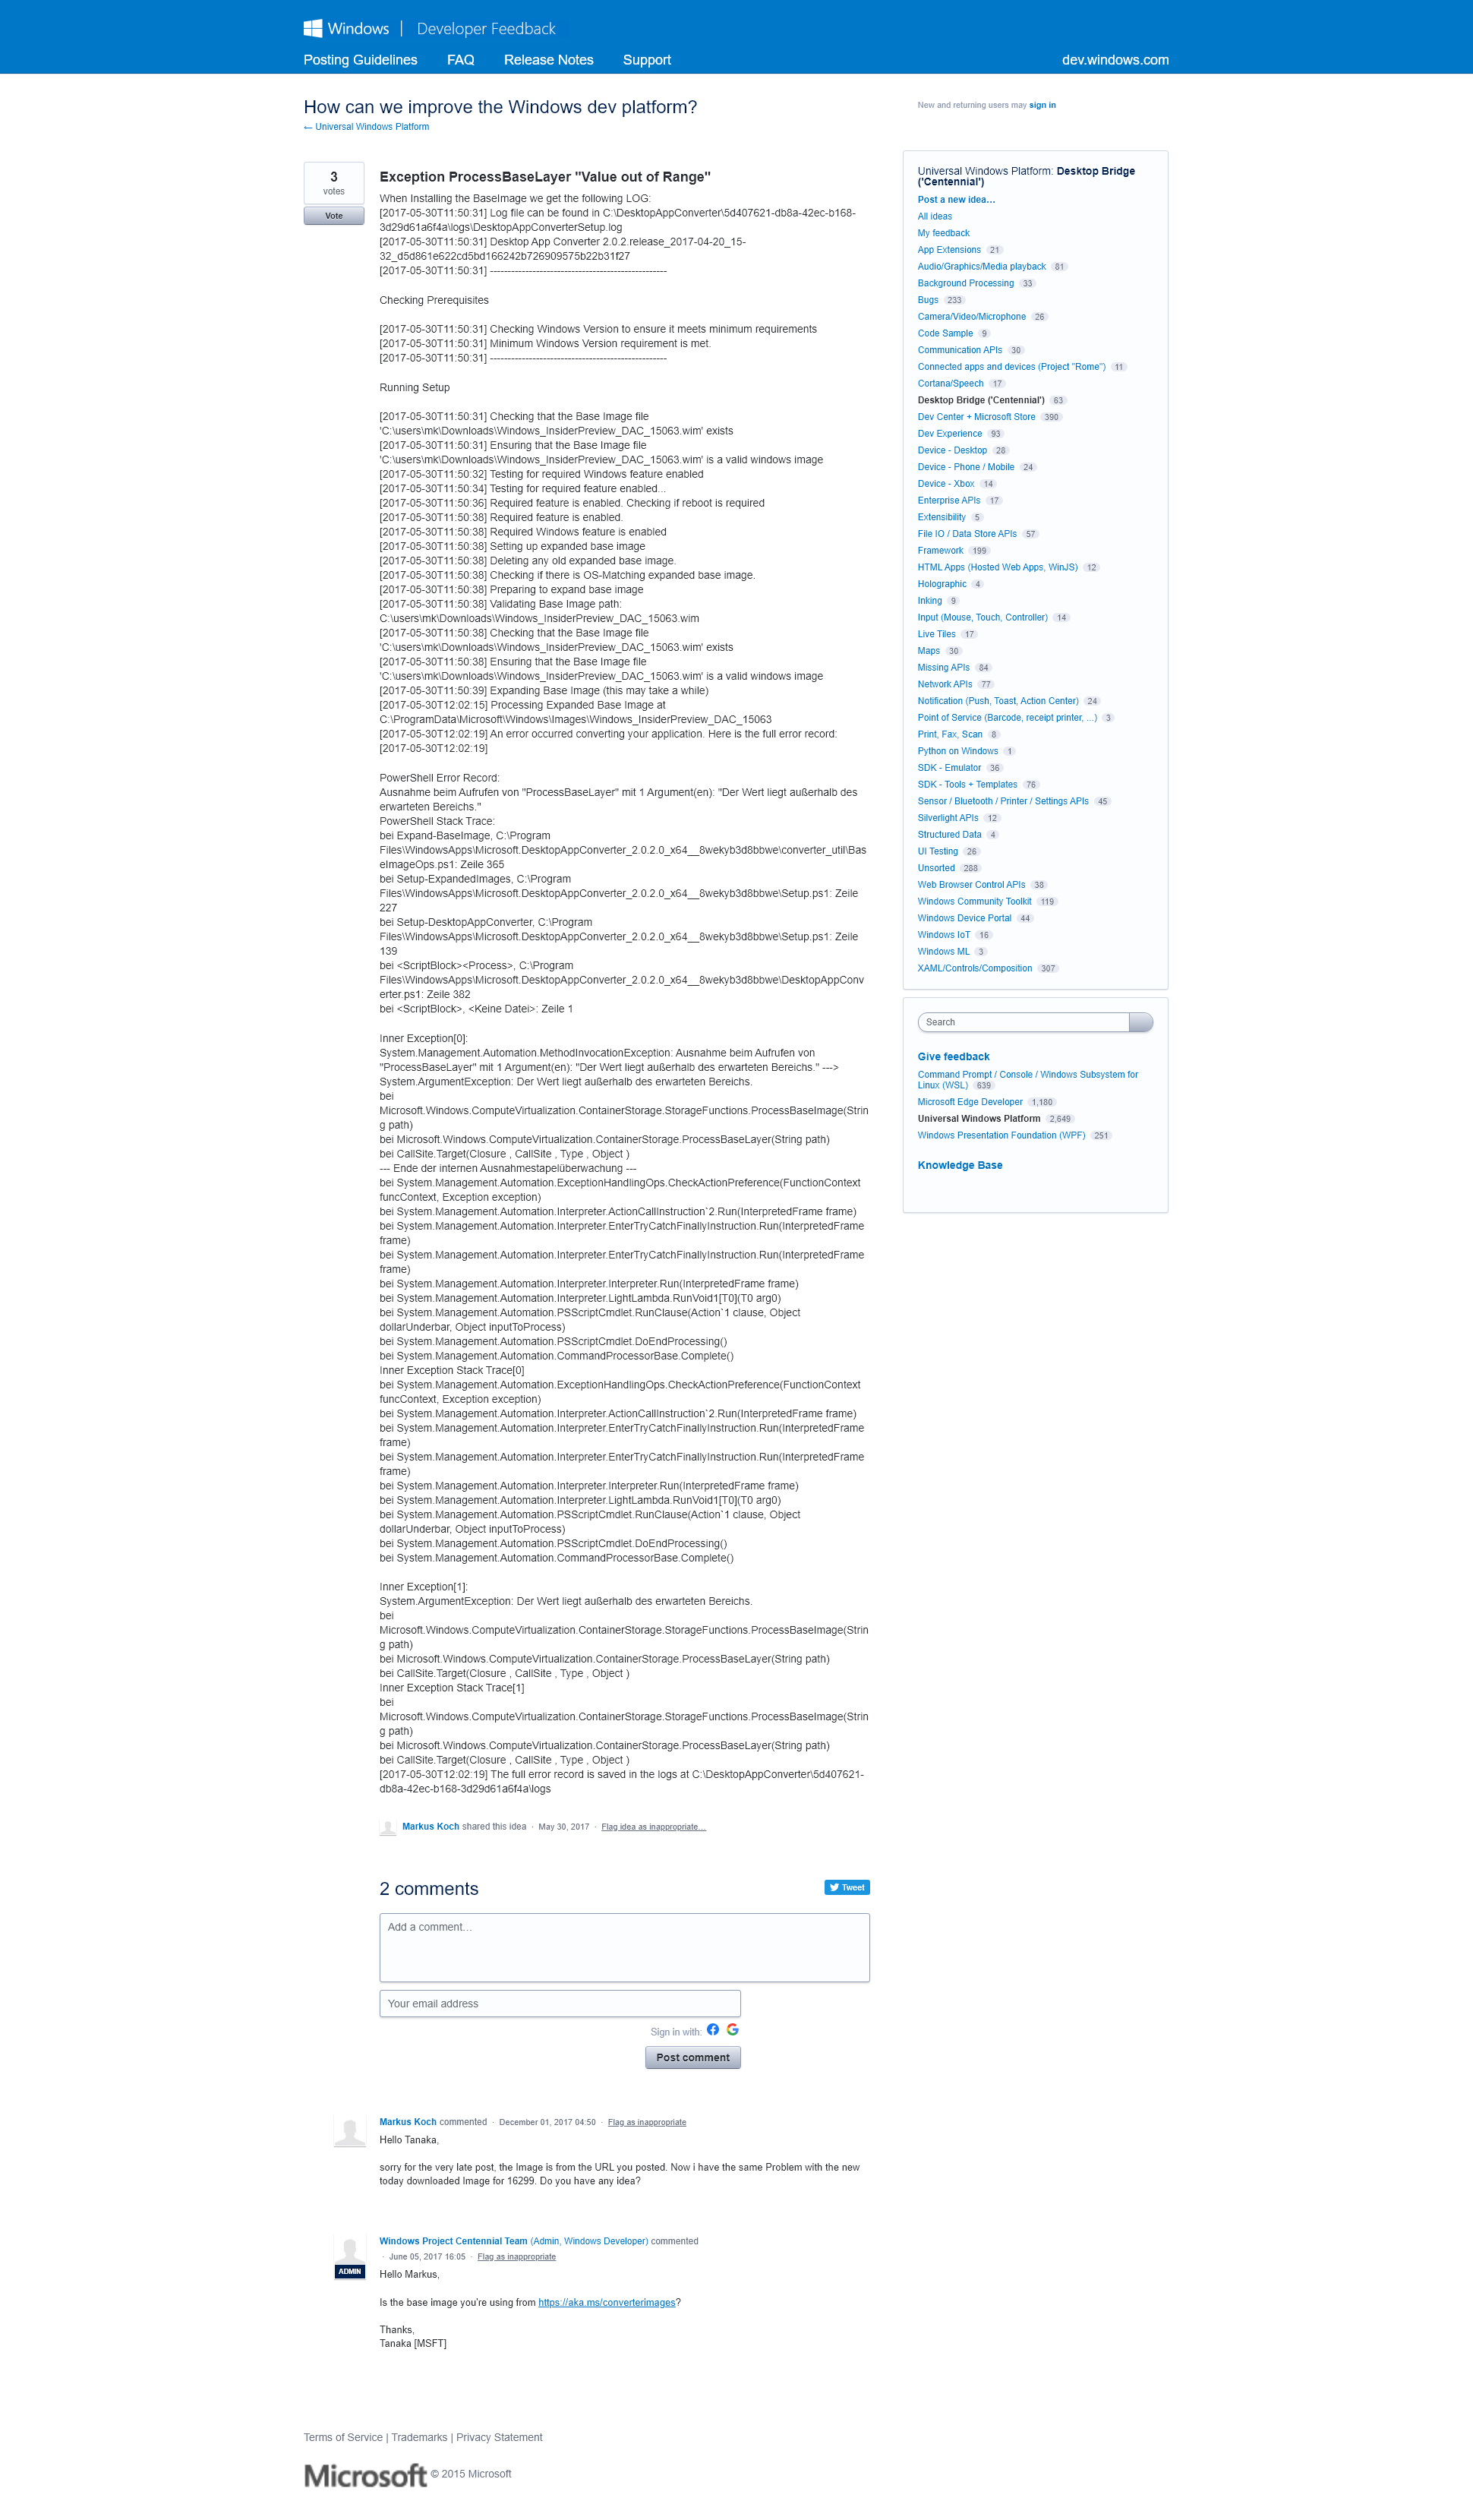 Windows | Developer Feedback
Posting Guidelines FAQ Release Notes Support dev.windows.com
How can we improve the Windows dev platform?
← Universal Windows Platform
New and returning users may sign in
3
votes
Vote
Exception ProcessBaseLayer "Value out of Range"
When Installing the BaseImage we get the following LOG:
[2017-05-30T11:50:31] Log file can be found in C:\DesktopAppConverter\5d407621-db8a-42ec-b168-
3d29d61a6f4a\logs\DesktopAppConverterSetup.log
[2017-05-30T11:50:31] Desktop App Converter 2.0.2.release_2017-04-20_15-
32_d5d861e622cd5bd166242b726909575b22b31f27
[2017-05-30T11:50:31] --------------------------------------------------
Checking Prerequisites
[2017-05-30T11:50:31] Checking Windows Version to ensure it meets minimum requirements
[2017-05-30T11:50:31] Minimum Windows Version requirement is met.
[2017-05-30T11:50:31] --------------------------------------------------
Running Setup
[2017-05-30T11:50:31] Checking that the Base Image file
'C:\users\mk\Downloads\Windows_InsiderPreview_DAC_15063.wim' exists
[2017-05-30T11:50:31] Ensuring that the Base Image file
'C:\users\mk\Downloads\Windows_InsiderPreview_DAC_15063.wim' is a valid windows image
[2017-05-30T11:50:32] Testing for required Windows feature enabled
[2017-05-30T11:50:34] Testing for required feature enabled...
[2017-05-30T11:50:36] Required feature is enabled. Checking if reboot is required
[2017-05-30T11:50:38] Required feature is enabled.
[2017-05-30T11:50:38] Required Windows feature is enabled
[2017-05-30T11:50:38] Setting up expanded base image
[2017-05-30T11:50:38] Deleting any old expanded base image.
[2017-05-30T11:50:38] Checking if there is OS-Matching expanded base image.
[2017-05-30T11:50:38] Preparing to expand base image
[2017-05-30T11:50:38] Validating Base Image path:
C:\users\mk\Downloads\Windows_InsiderPreview_DAC_15063.wim
[2017-05-30T11:50:38] Checking that the Base Image file
'C:\users\mk\Downloads\Windows_InsiderPreview_DAC_15063.wim' exists
[2017-05-30T11:50:38] Ensuring that the Base Image file
'C:\users\mk\Downloads\Windows_InsiderPreview_DAC_15063.wim' is a valid windows image
[2017-05-30T11:50:39] Expanding Base Image (this may take a while)
[2017-05-30T12:02:15] Processing Expanded Base Image at
C:\ProgramData\Microsoft\Windows\Images\Windows_InsiderPreview_DAC_15063
[2017-05-30T12:02:19] An error occurred converting your application. Here is the full error record:
[2017-05-30T12:02:19]
PowerShell Error Record:
Ausnahme beim Aufrufen von "ProcessBaseLayer" mit 1 Argument(en): "Der Wert liegt außerhalb des
erwarteten Bereichs."
PowerShell Stack Trace:
bei Expand-BaseImage, C:\Program
Files\WindowsApps\Microsoft.DesktopAppConverter_2.0.2.0_x64__8wekyb3d8bbwe\converter_util\Bas
eImageOps.ps1: Zeile 365
bei Setup-ExpandedImages, C:\Program
Files\WindowsApps\Microsoft.DesktopAppConverter_2.0.2.0_x64__8wekyb3d8bbwe\Setup.ps1: Zeile
227
bei Setup-DesktopAppConverter, C:\Program
Files\WindowsApps\Microsoft.DesktopAppConverter_2.0.2.0_x64__8wekyb3d8bbwe\Setup.ps1: Zeile
139
bei <ScriptBlock><Process>, C:\Program
Files\WindowsApps\Microsoft.DesktopAppConverter_2.0.2.0_x64__8wekyb3d8bbwe\DesktopAppConv
erter.ps1: Zeile 382
bei <ScriptBlock>, <Keine Datei>: Zeile 1
Inner Exception[0]:
System.Management.Automation.MethodInvocationException: Ausnahme beim Aufrufen von
"ProcessBaseLayer" mit 1 Argument(en): "Der Wert liegt außerhalb des erwarteten Bereichs." --->
System.ArgumentException: Der Wert liegt außerhalb des erwarteten Bereichs.
bei
Microsoft.Windows.ComputeVirtualization.ContainerStorage.StorageFunctions.ProcessBaseImage(Strin
g path)
bei Microsoft.Windows.ComputeVirtualization.ContainerStorage.ProcessBaseLayer(String path)
bei CallSite.Target(Closure , CallSite , Type , Object )
--- Ende der internen Ausnahmestapelüberwachung ---
bei System.Management.Automation.ExceptionHandlingOps.CheckActionPreference(FunctionContext
funcContext, Exception exception)
bei System.Management.Automation.Interpreter.ActionCallInstruction`2.Run(InterpretedFrame frame)
bei System.Management.Automation.Interpreter.EnterTryCatchFinallyInstruction.Run(InterpretedFrame
frame)
bei System.Management.Automation.Interpreter.EnterTryCatchFinallyInstruction.Run(InterpretedFrame
frame)
bei System.Management.Automation.Interpreter.Interpreter.Run(InterpretedFrame frame)
bei System.Management.Automation.Interpreter.LightLambda.RunVoid1[T0](T0 arg0)
bei System.Management.Automation.PSScriptCmdlet.RunClause(Action`1 clause, Object
dollarUnderbar, Object inputToProcess)
bei System.Management.Automation.PSScriptCmdlet.DoEndProcessing()
bei System.Management.Automation.CommandProcessorBase.Complete()
Inner Exception Stack Trace[0]
bei System.Management.Automation.ExceptionHandlingOps.CheckActionPreference(FunctionContext
funcContext, Exception exception)
bei System.Management.Automation.Interpreter.ActionCallInstruction`2.Run(InterpretedFrame frame)
bei System.Management.Automation.Interpreter.EnterTryCatchFinallyInstruction.Run(InterpretedFrame
frame)
bei System.Management.Automation.Interpreter.EnterTryCatchFinallyInstruction.Run(InterpretedFrame
frame)
bei System.Management.Automation.Interpreter.Interpreter.Run(InterpretedFrame frame)
bei System.Management.Automation.Interpreter.LightLambda.RunVoid1[T0](T0 arg0)
bei System.Management.Automation.PSScriptCmdlet.RunClause(Action`1 clause, Object
dollarUnderbar, Object inputToProcess)
bei System.Management.Automation.PSScriptCmdlet.DoEndProcessing()
bei System.Management.Automation.CommandProcessorBase.Complete()
Inner Exception[1]:
System.ArgumentException: Der Wert liegt außerhalb des erwarteten Bereichs.
bei
Microsoft.Windows.ComputeVirtualization.ContainerStorage.StorageFunctions.ProcessBaseImage(Strin
g path)
bei Microsoft.Windows.ComputeVirtualization.ContainerStorage.ProcessBaseLayer(String path)
bei CallSite.Target(Closure , CallSite , Type , Object )
Inner Exception Stack Trace[1]
bei
Microsoft.Windows.ComputeVirtualization.ContainerStorage.StorageFunctions.ProcessBaseImage(Strin
g path)
bei Microsoft.Windows.ComputeVirtualization.ContainerStorage.ProcessBaseLayer(String path)
bei CallSite.Target(Closure , CallSite , Type , Object )
[2017-05-30T12:02:19] The full error record is saved in the logs at C:\DesktopAppConverter\5d407621-
db8a-42ec-b168-3d29d61a6f4a\logs
Markus Koch shared this idea · May 30, 2017 · Flag idea as inappropriate…
2 comments
Tweet
Add a comment…
Your email address
Sign in with:
Post comment
Markus Koch commented · December 01, 2017 04:50 · Flag as inappropriate
Hello Tanaka,
sorry for the very late post, the Image is from the URL you posted. Now i have the same Problem with the new
today downloaded Image for 16299. Do you have any idea?
ADMIN
Windows Project Centennial Team (Admin, Windows Developer) commented
· June 05, 2017 16:05 · Flag as inappropriate
Hello Markus,
Is the base image you're using from https://aka.ms/converterimages?
Thanks,
Tanaka [MSFT]
Universal Windows Platform: Desktop Bridge
('Centennial')
Post a new idea…
All ideas
My feedback
App Extensions 21
Audio/Graphics/Media playback 81
Background Processing 33
Bugs 233
Camera/Video/Microphone 26
Code Sample 9
Communication APIs 30
Connected apps and devices (Project "Rome") 11
Cortana/Speech 17
Desktop Bridge ('Centennial') 63
Dev Center + Microsoft Store 390
Dev Experience 93
Device - Desktop 28
Device - Phone / Mobile 24
Device - Xbox 14
Enterprise APIs 17
Extensibility 5
File IO / Data Store APIs 57
Framework 199
HTML Apps (Hosted Web Apps, WinJS) 12
Holographic 4
Inking 9
Input (Mouse, Touch, Controller) 14
Live Tiles 17
Maps 30
Missing APIs 84
Network APIs 77
Notification (Push, Toast, Action Center) 24
Point of Service (Barcode, receipt printer, ...) 3
Print, Fax, Scan 8
Python on Windows 1
SDK - Emulator 36
SDK - Tools + Templates 76
Sensor / Bluetooth / Printer / Settings APIs 45
Silverlight APIs 12
Structured Data 4
UI Testing 26
Unsorted 288
Web Browser Control APIs 38
Windows Community Toolkit 119
Windows Device Portal 44
Windows IoT 16
Windows ML 3
XAML/Controls/Composition 307
Search
Give feedback
Command Prompt / Console / Windows Subsystem for
Linux (WSL) 639
Microsoft Edge Developer 1,180
Universal Windows Platform 2,649
Windows Presentation Foundation (WPF) 251
Knowledge Base
Terms of Service | Trademarks | Privacy Statement
Microsoft © 2015 Microsoft